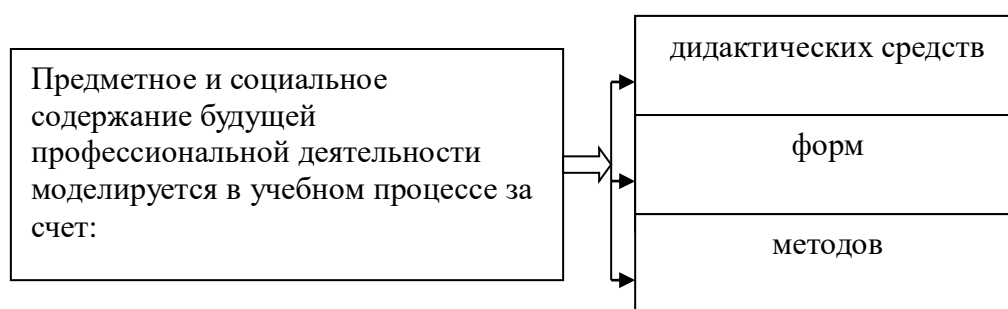 Предметное и социальное
содержание будущей
профессиональной деятельности
моделируется в учебном процессе за
счет:
дидактических средств
форм
методов